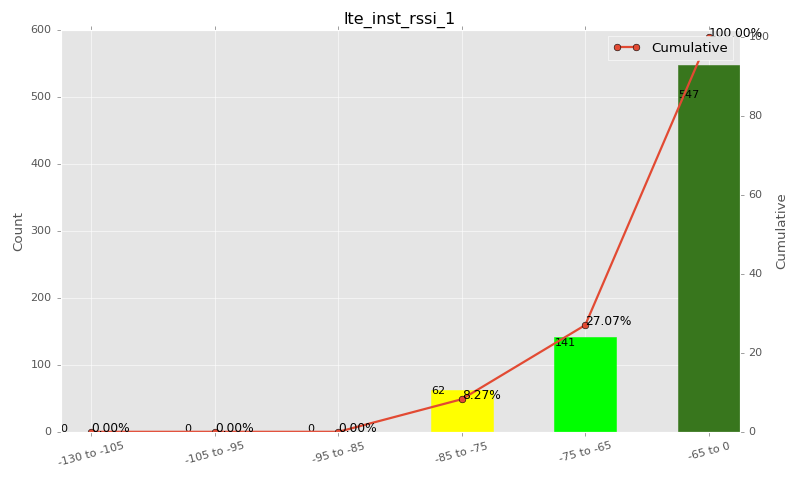 lte_inst_rssi_1
600
500
400
300
200
100
0
Count
100
80
60
40
20
0
Cumulative
Cumulative
0
0.00%
0
0.00%
0
0.00%
62
8.27%
141
27.07%
547
100.00%
-130 to -105
-105 to -95
-95 to -85
-85 to -75
-75 to -65
-65 to 0